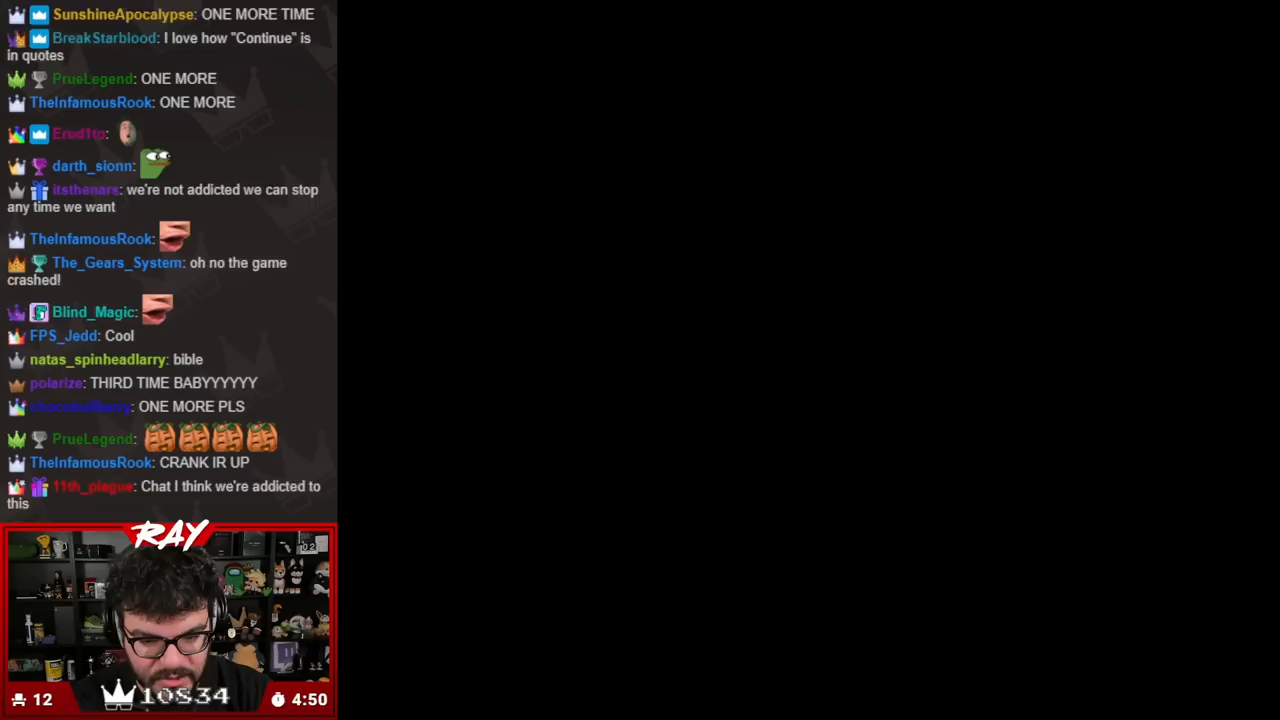 SunshineApocalypse: ONE MORE TIME
BreakStarblood: I love how "Continue" is
in quotes
PrueLegend: ONE MORE
TheInfamousRook: ONE MORE
Erud1to:
darth_sionn:
itsthenars: we're not addicted we can stop
any time we want
TheInfamousRook:
The_Gears_System: oh no the game
crashed!
Blind_Magic:
FPS_Jedd: Cool
natas_spinheadlarry: bible
polarize: THIRD TIME BABYYYYYY
ONE MORE PLS
PrueLegend:
TheInfamousRook: CRANK IR UP
11th_plague: Chat I think we're addicted to
this
RAY
12
10834
4:50